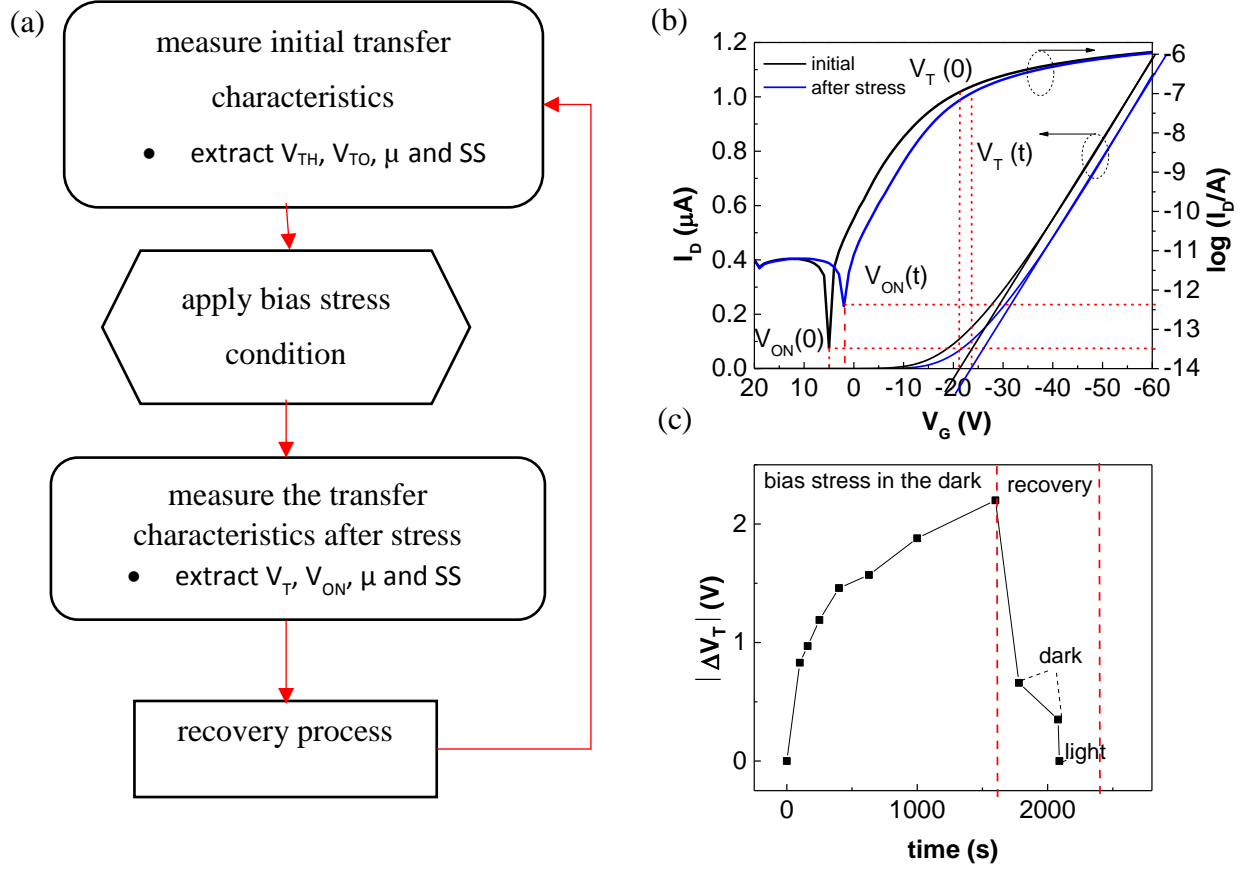 (a)
measure initial transfer
characteristics
• extract V_TH, V_TO, μ and SS
apply bias stress
condition
measure the transfer
characteristics after stress
• extract V_T, V_ON, μ and SS
recovery process
(b)
initial
after stress
V_T (0)
V_T (t)
V_ON(t)
V_ON(0)
I_D (μA)
1.2
1.0
0.8
0.6
0.4
0.2
0.0
log (I_D/A)
-6
-7
-8
-9
-10
-11
-12
-13
-14
20 10 0 -10 -20 -30 -40 -50 -60
V_G (V)
(c)
bias stress in the dark
recovery
dark
light
|ΔV_T| (V)
2
1
0
0 1000 2000
time (s)